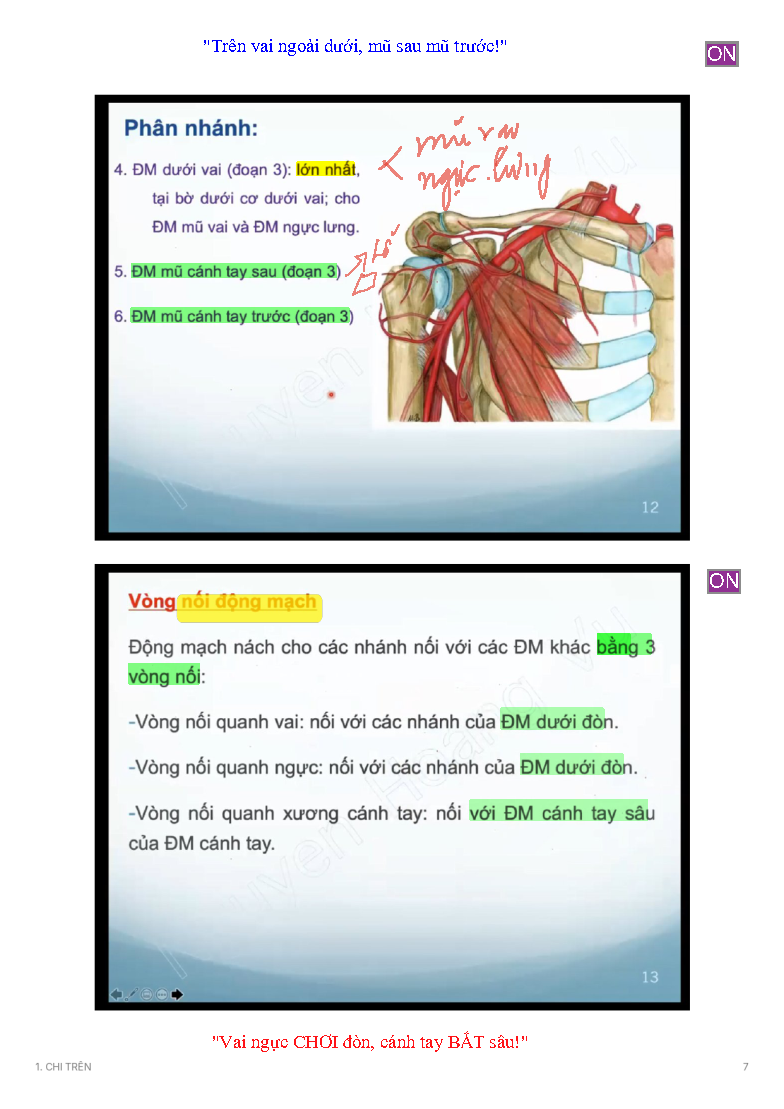 "Trên vai ngoài dưới, mũ sau mũ trước!"
ON
Phân nhánh:
4. ĐM dưới vai (đoạn 3): lớn nhất,
tại bờ dưới cơ dưới vai; cho
ĐM mũ vai và ĐM ngực lưng.
mũ vai
ngực lưng
5. ĐM mũ cánh tay sau (đoạn 3)
6. ĐM mũ cánh tay trước (đoạn 3)
12
ON
Vòng nối động mạch
Động mạch nách cho các nhánh nối với các ĐM khác bằng 3
vòng nối:
-Vòng nối quanh vai: nối với các nhánh của ĐM dưới đòn.
-Vòng nối quanh ngực: nối với các nhánh của ĐM dưới đòn.
-Vòng nối quanh xương cánh tay: nối với ĐM cánh tay sâu
của ĐM cánh tay.
13
"Vai ngực CHƠI đòn, cánh tay BẮT sâu!"
1. CHI TRÊN
7